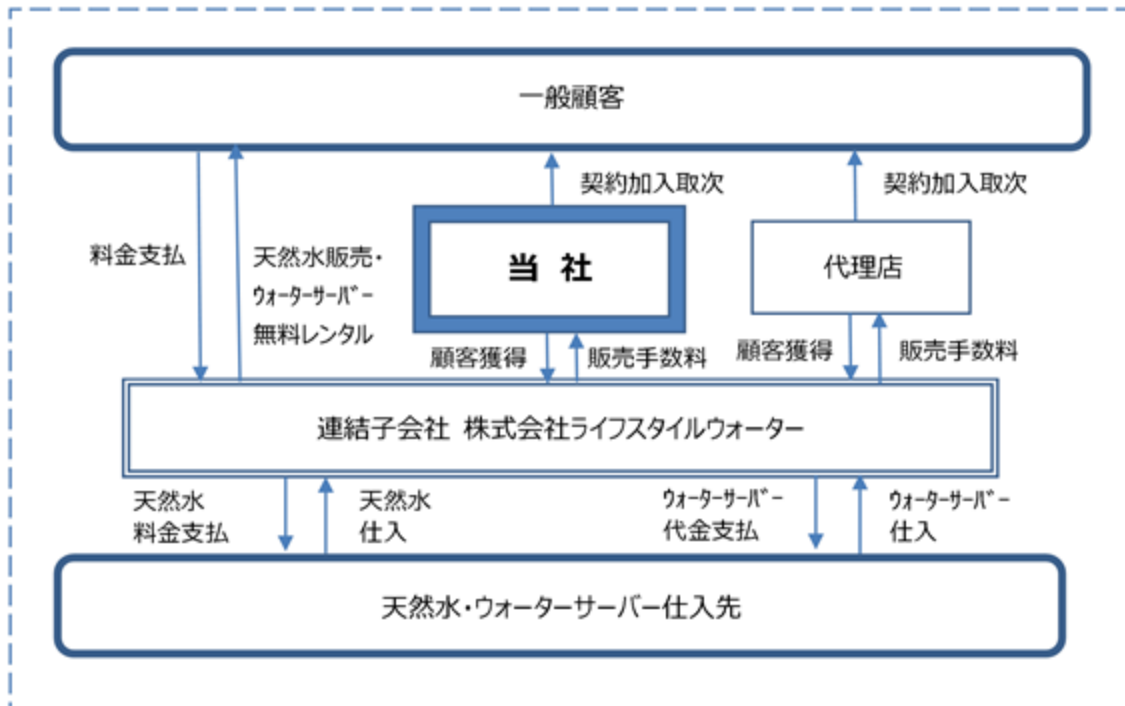 一般顧客
契約加入取次
契約加入取次
料金支払
天然水販売・
ｳｫｰﾀｰｻｰﾊﾞｰ
無料レンタル
当 社
代理店
顧客獲得
販売手数料
顧客獲得
販売手数料
連結子会社 株式会社ライフスタイルウォーター
天然水
料金支払
天然水
仕入
ｳｫｰﾀｰｻｰﾊﾞｰ
代金支払
ｳｫｰﾀｰｻｰﾊﾞｰ
仕入
天然水・ウォーターサーバー仕入先